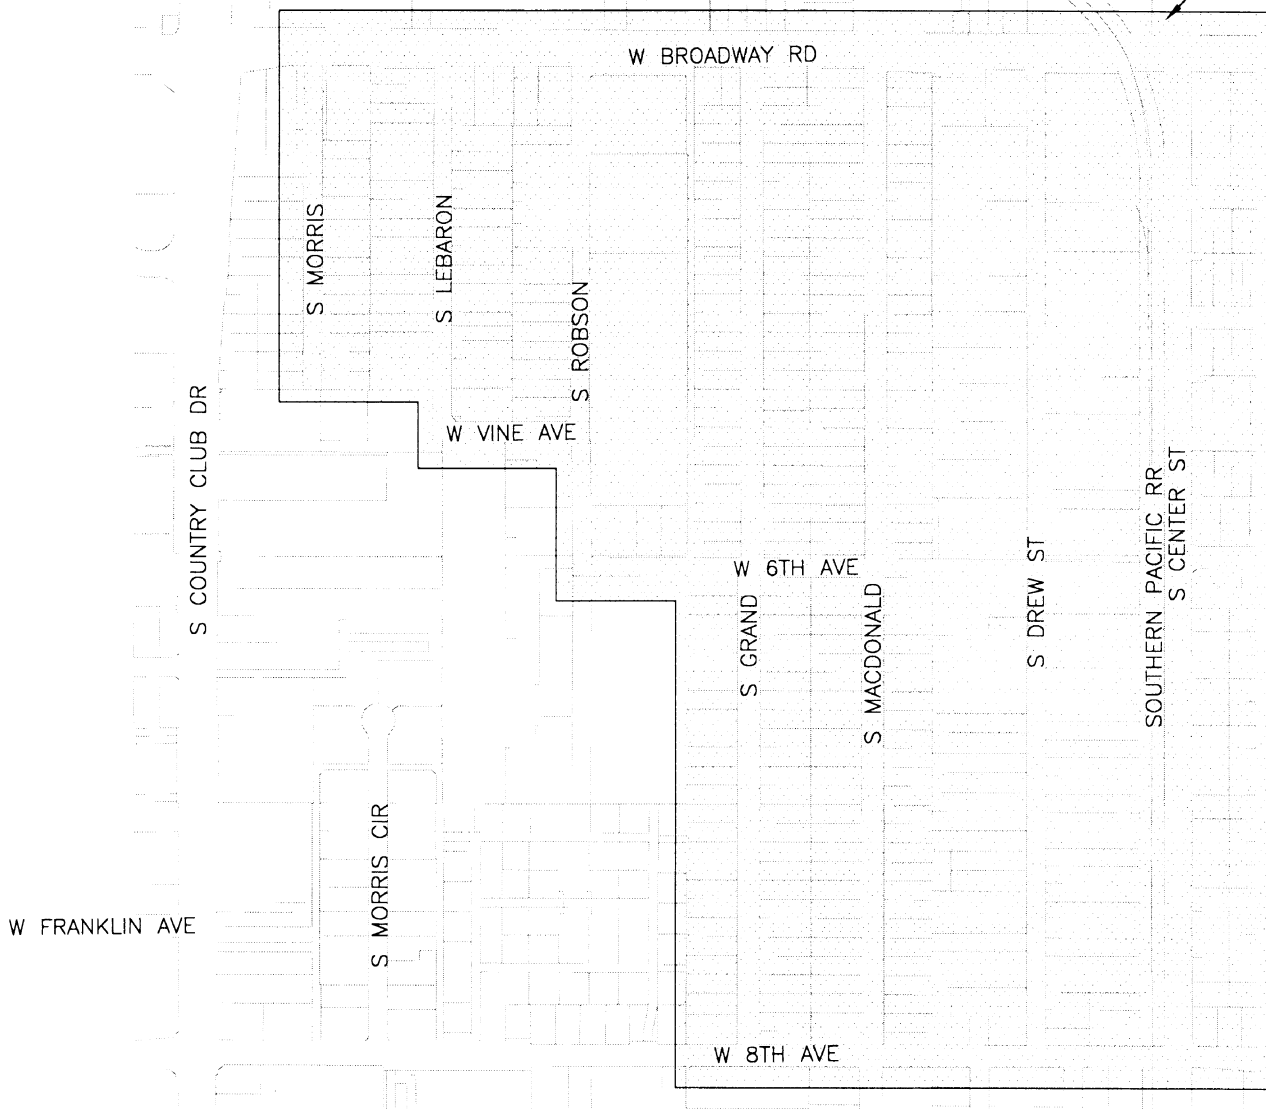 W BROADWAY RD
S MORRIS
S LEBARON
S ROBSON
S COUNTRY CLUB DR
W VINE AVE
W 6TH AVE
S GRAND
S MACDONALD
S DREW ST
SOUTHERN PACIFIC RR
S CENTER ST
S MORRIS CIR
W FRANKLIN AVE
W 8TH AVE